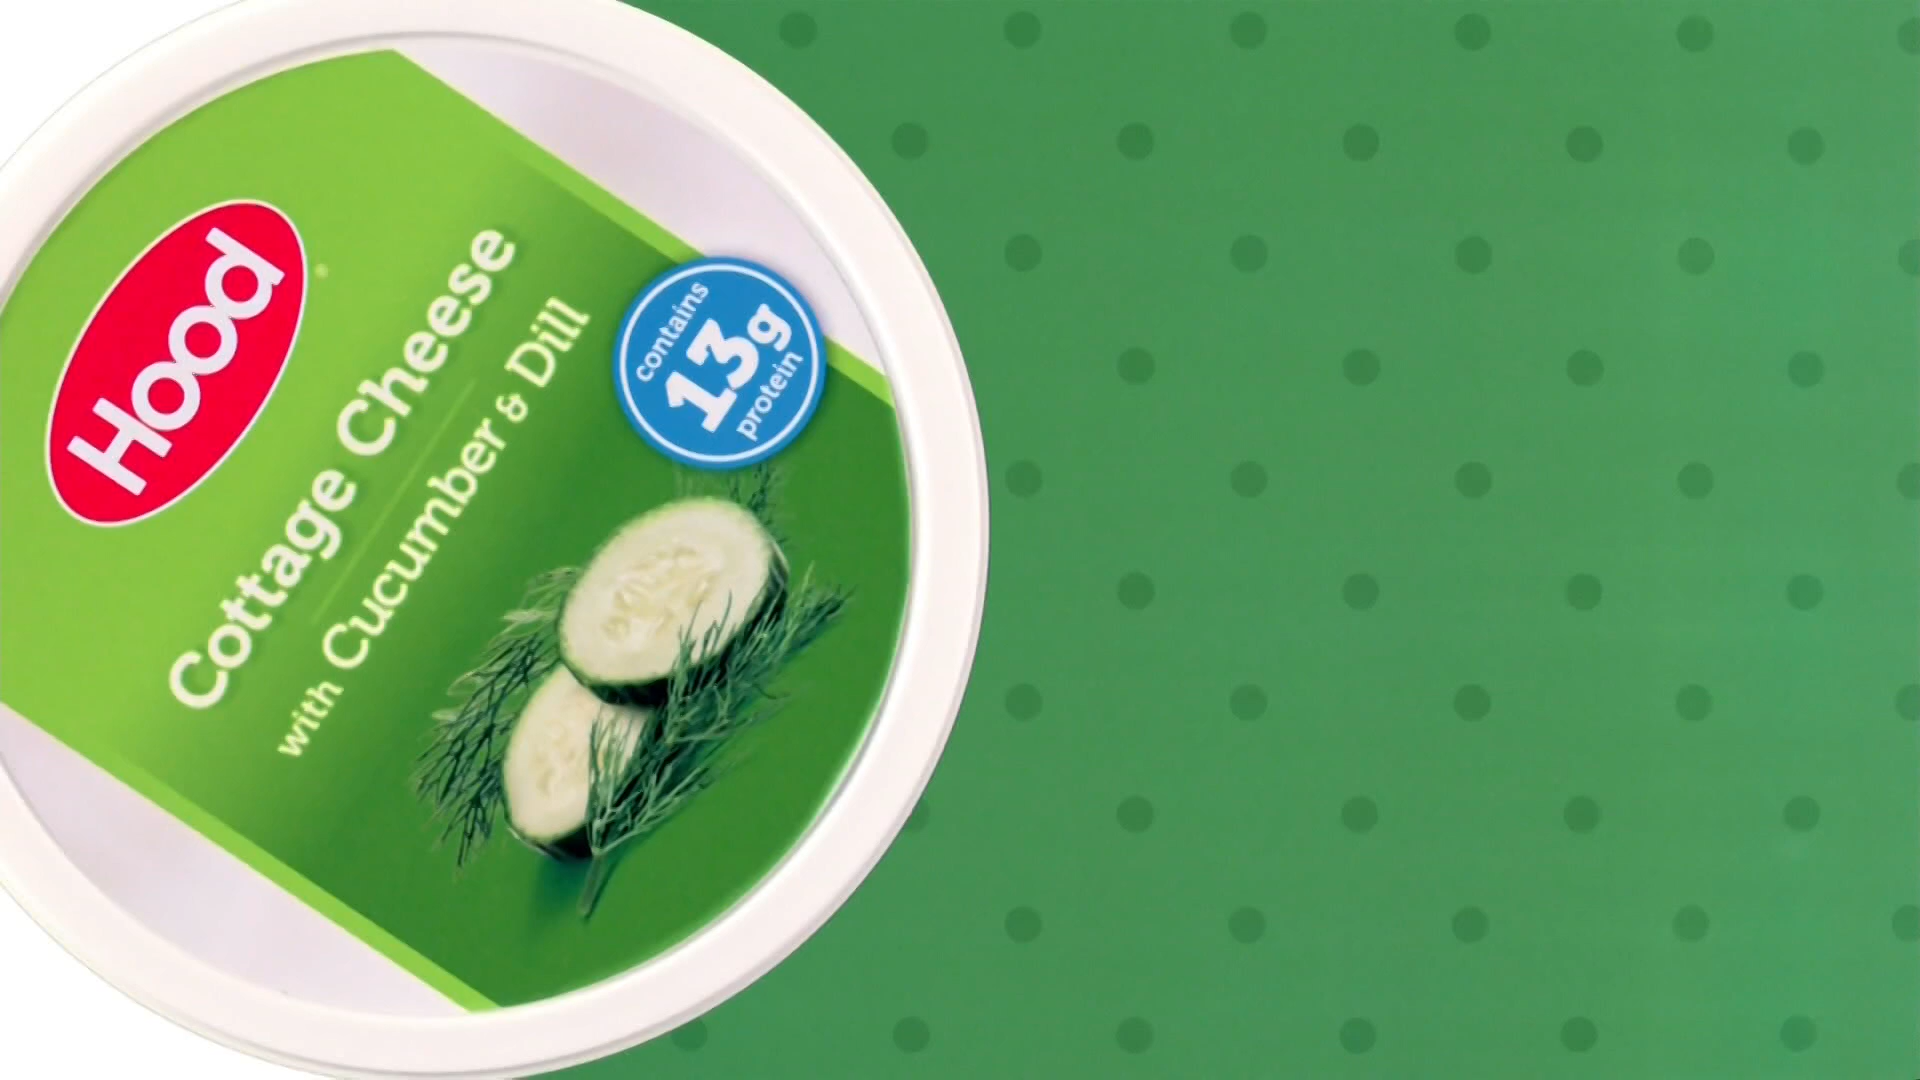 Hood®
Cottage Cheese
with Cucumber & Dill
contains
13g
protein